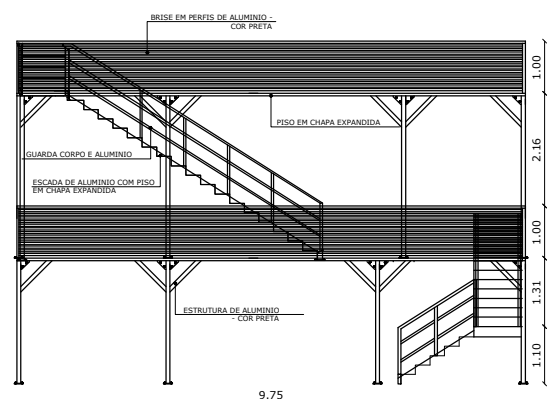 BRISE EM PERFIS DE ALUMINIO -
COR PRETA
1.00
PISO EM CHAPA EXPANDIDA
2.16
GUARDA CORPO E ALUMINIO
ESCADA DE ALUMINIO COM PISO
EM CHAPA EXPANDIDA
1.00
1.31
ESTRUTURA DE ALUMINIO
- COR PRETA
1.10
9.75